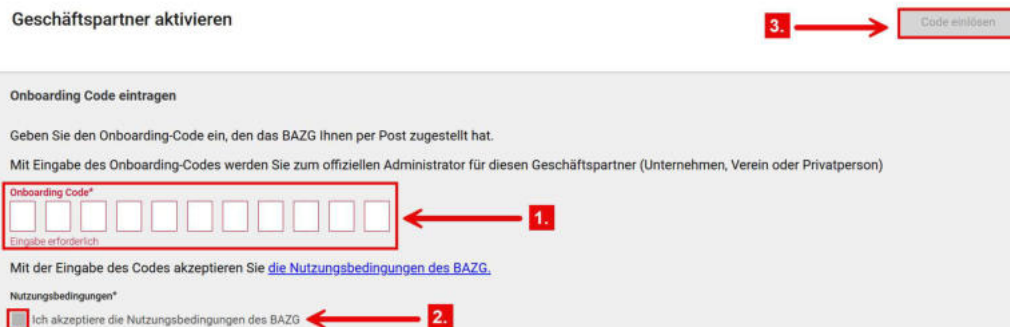 Geschäftspartner aktivieren
3.
Code einlösen
Onboarding Code eintragen
Geben Sie den Onboarding-Code ein, den das BAZG Ihnen per Post zugestellt hat.
Mit Eingabe des Onboarding-Codes werden Sie zum offiziellen Administrator für diesen Geschäftspartner (Unternehmen, Verein oder Privatperson)
Onboarding Code*
1.
Eingabe erforderlich
Mit der Eingabe des Codes akzeptieren Sie die Nutzungsbedingungen des BAZG.
Nutzungsbedingungen*
Ich akzeptiere die Nutzungsbedingungen des BAZG
2.